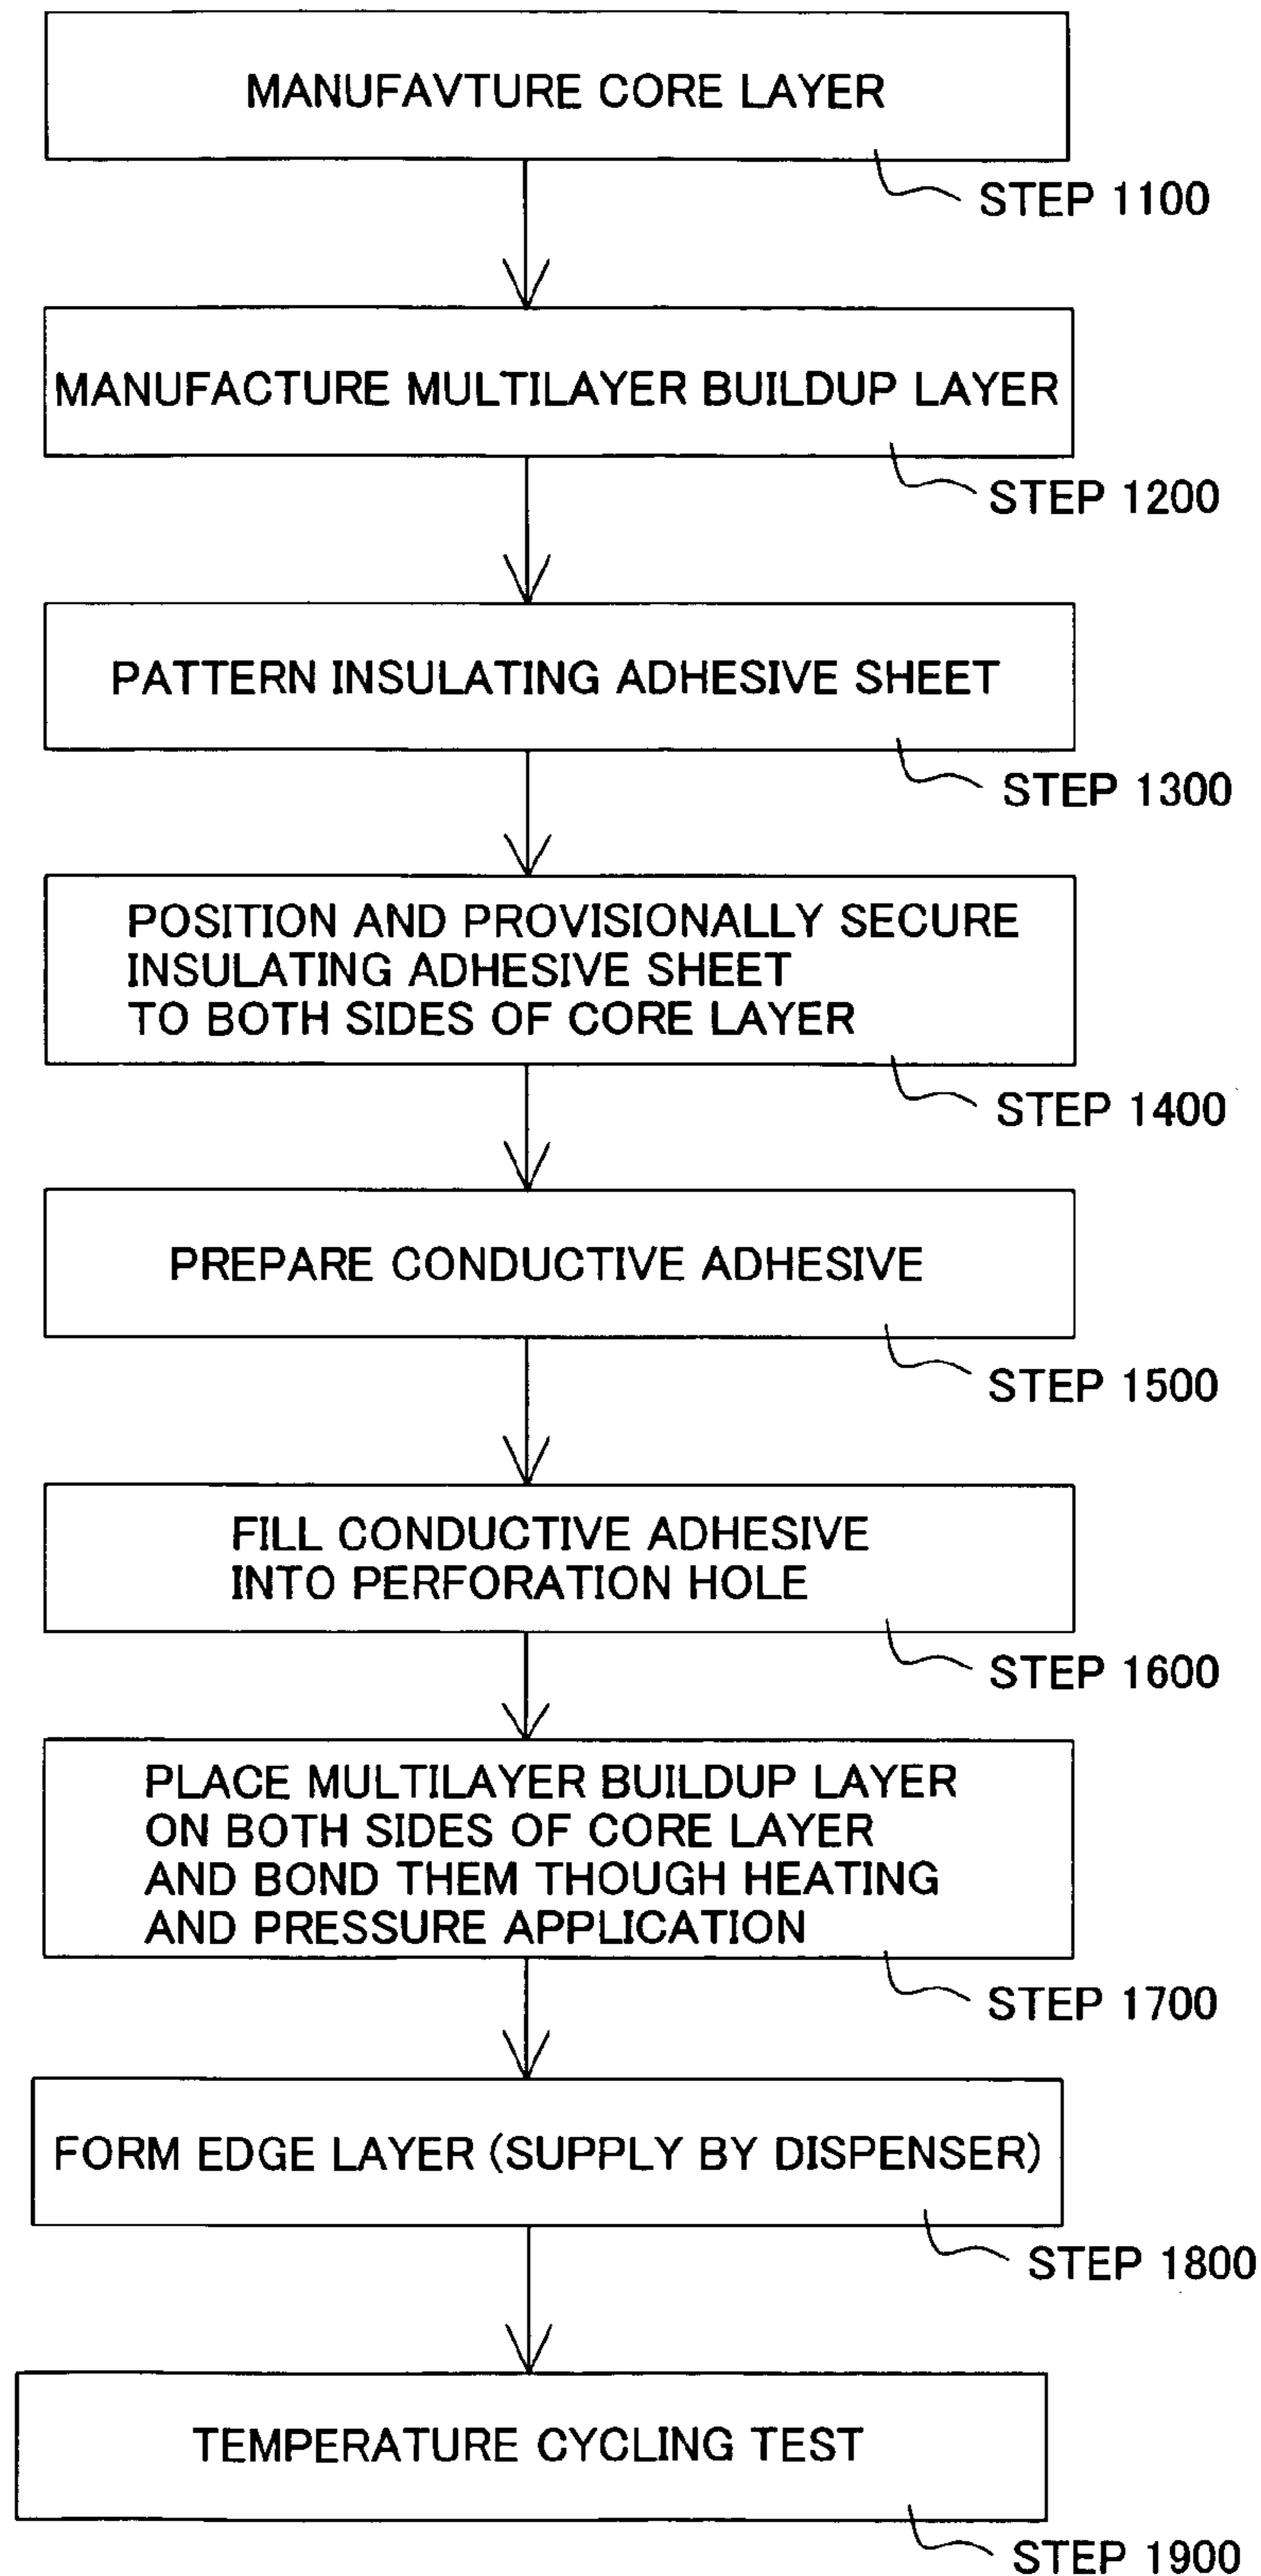 MANUFAVTURE CORE LAYER
STEP 1100
MANUFACTURE MULTILAYER BUILDUP LAYER
STEP 1200
PATTERN INSULATING ADHESIVE SHEET
STEP 1300
POSITION AND PROVISIONALLY SECURE
INSULATING ADHESIVE SHEET
TO BOTH SIDES OF CORE LAYER
STEP 1400
PREPARE CONDUCTIVE ADHESIVE
STEP 1500
FILL CONDUCTIVE ADHESIVE
INTO PERFORATION HOLE
STEP 1600
PLACE MULTILAYER BUILDUP LAYER
ON BOTH SIDES OF CORE LAYER
AND BOND THEM THOUGH HEATING
AND PRESSURE APPLICATION
STEP 1700
FORM EDGE LAYER (SUPPLY BY DISPENSER)
STEP 1800
TEMPERATURE CYCLING TEST
STEP 1900